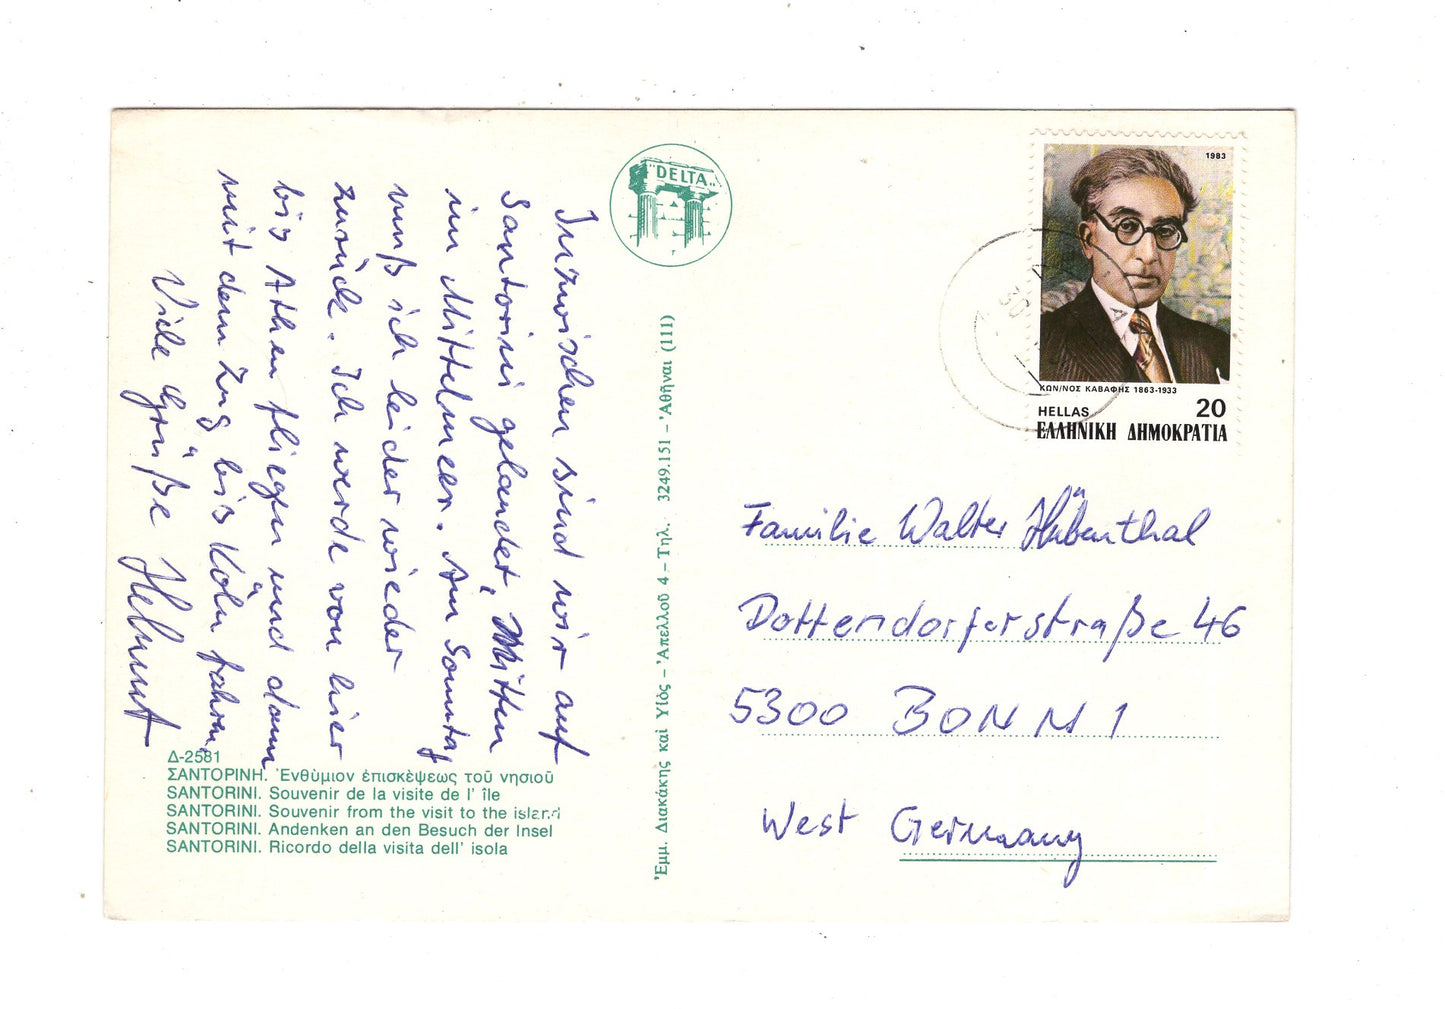 Inzwischen sind wir auf
Santorini gelandet, Mitten
im Mittelmeer. Am Sonntag
muß ich leider wieder
zurück. Ich werde von hier
bis Athen fliegen und dann
mit dem Zug bis Köln fahren.
Viele Grüße Helmut
DELTA
Ἐμμ. Διακάκης καὶ Υἱὸς – Ἀπελλοῦ 4 – Τηλ. 3249.151 – Ἀθῆναι (111)
1983
ΚΩΝ/ΝΟΣ ΚΑΒΑΦΗΣ 1863-1933
HELLAS 20
ΕΛΛΗΝΙΚΗ ΔΗΜΟΚΡΑΤΙΑ
Familie Walter Hübenthal
Dottendorferstraße 46
5300 BONN 1
West Germany
Δ-2581
ΣΑΝΤΟΡΙΝΗ. Ἐνθὺμιον ἐπισκὲψεως τοῦ νησιοῦ
SANTORINI. Souvenir de la visite de l' île
SANTORINI. Souvenir from the visit to the island
SANTORINI. Andenken an den Besuch der Insel
SANTORINI. Ricordo della visita dell' isola